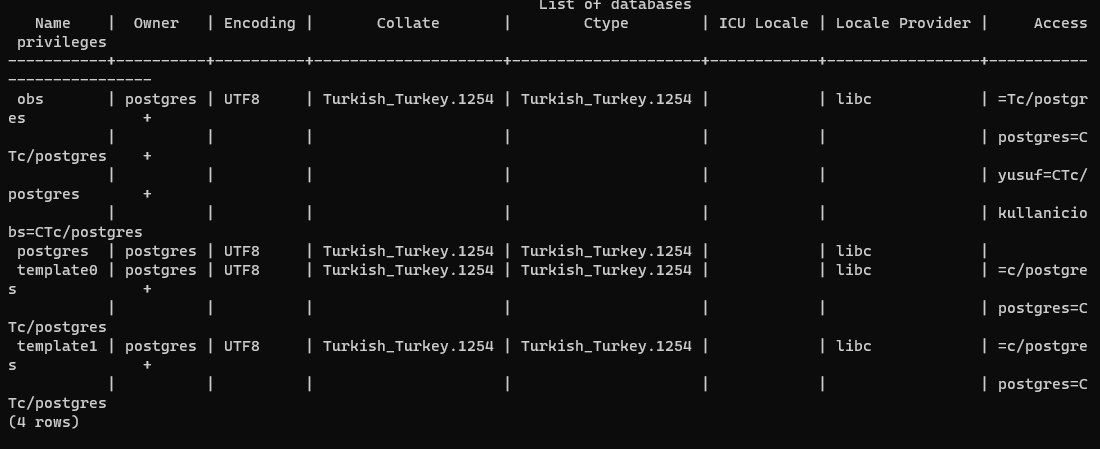 List of databases
Name | Owner | Encoding | Collate | Ctype | ICU Locale | Locale Provider | Access
privileges
-----------+----------+----------+---------------------+---------------------+------------+-----------------+-----------
----------------
obs | postgres | UTF8 | Turkish_Turkey.1254 | Turkish_Turkey.1254 | | libc | =Tc/postgr
es +
| | | | | | | postgres=C
Tc/postgres +
| | | | | | | yusuf=CTc/
postgres +
| | | | | | | kullanicio
bs=CTc/postgres
postgres | postgres | UTF8 | Turkish_Turkey.1254 | Turkish_Turkey.1254 | | libc |
template0 | postgres | UTF8 | Turkish_Turkey.1254 | Turkish_Turkey.1254 | | libc | =c/postgre
s +
| | | | | | | postgres=C
Tc/postgres
template1 | postgres | UTF8 | Turkish_Turkey.1254 | Turkish_Turkey.1254 | | libc | =c/postgre
s +
| | | | | | | postgres=C
Tc/postgres
(4 rows)